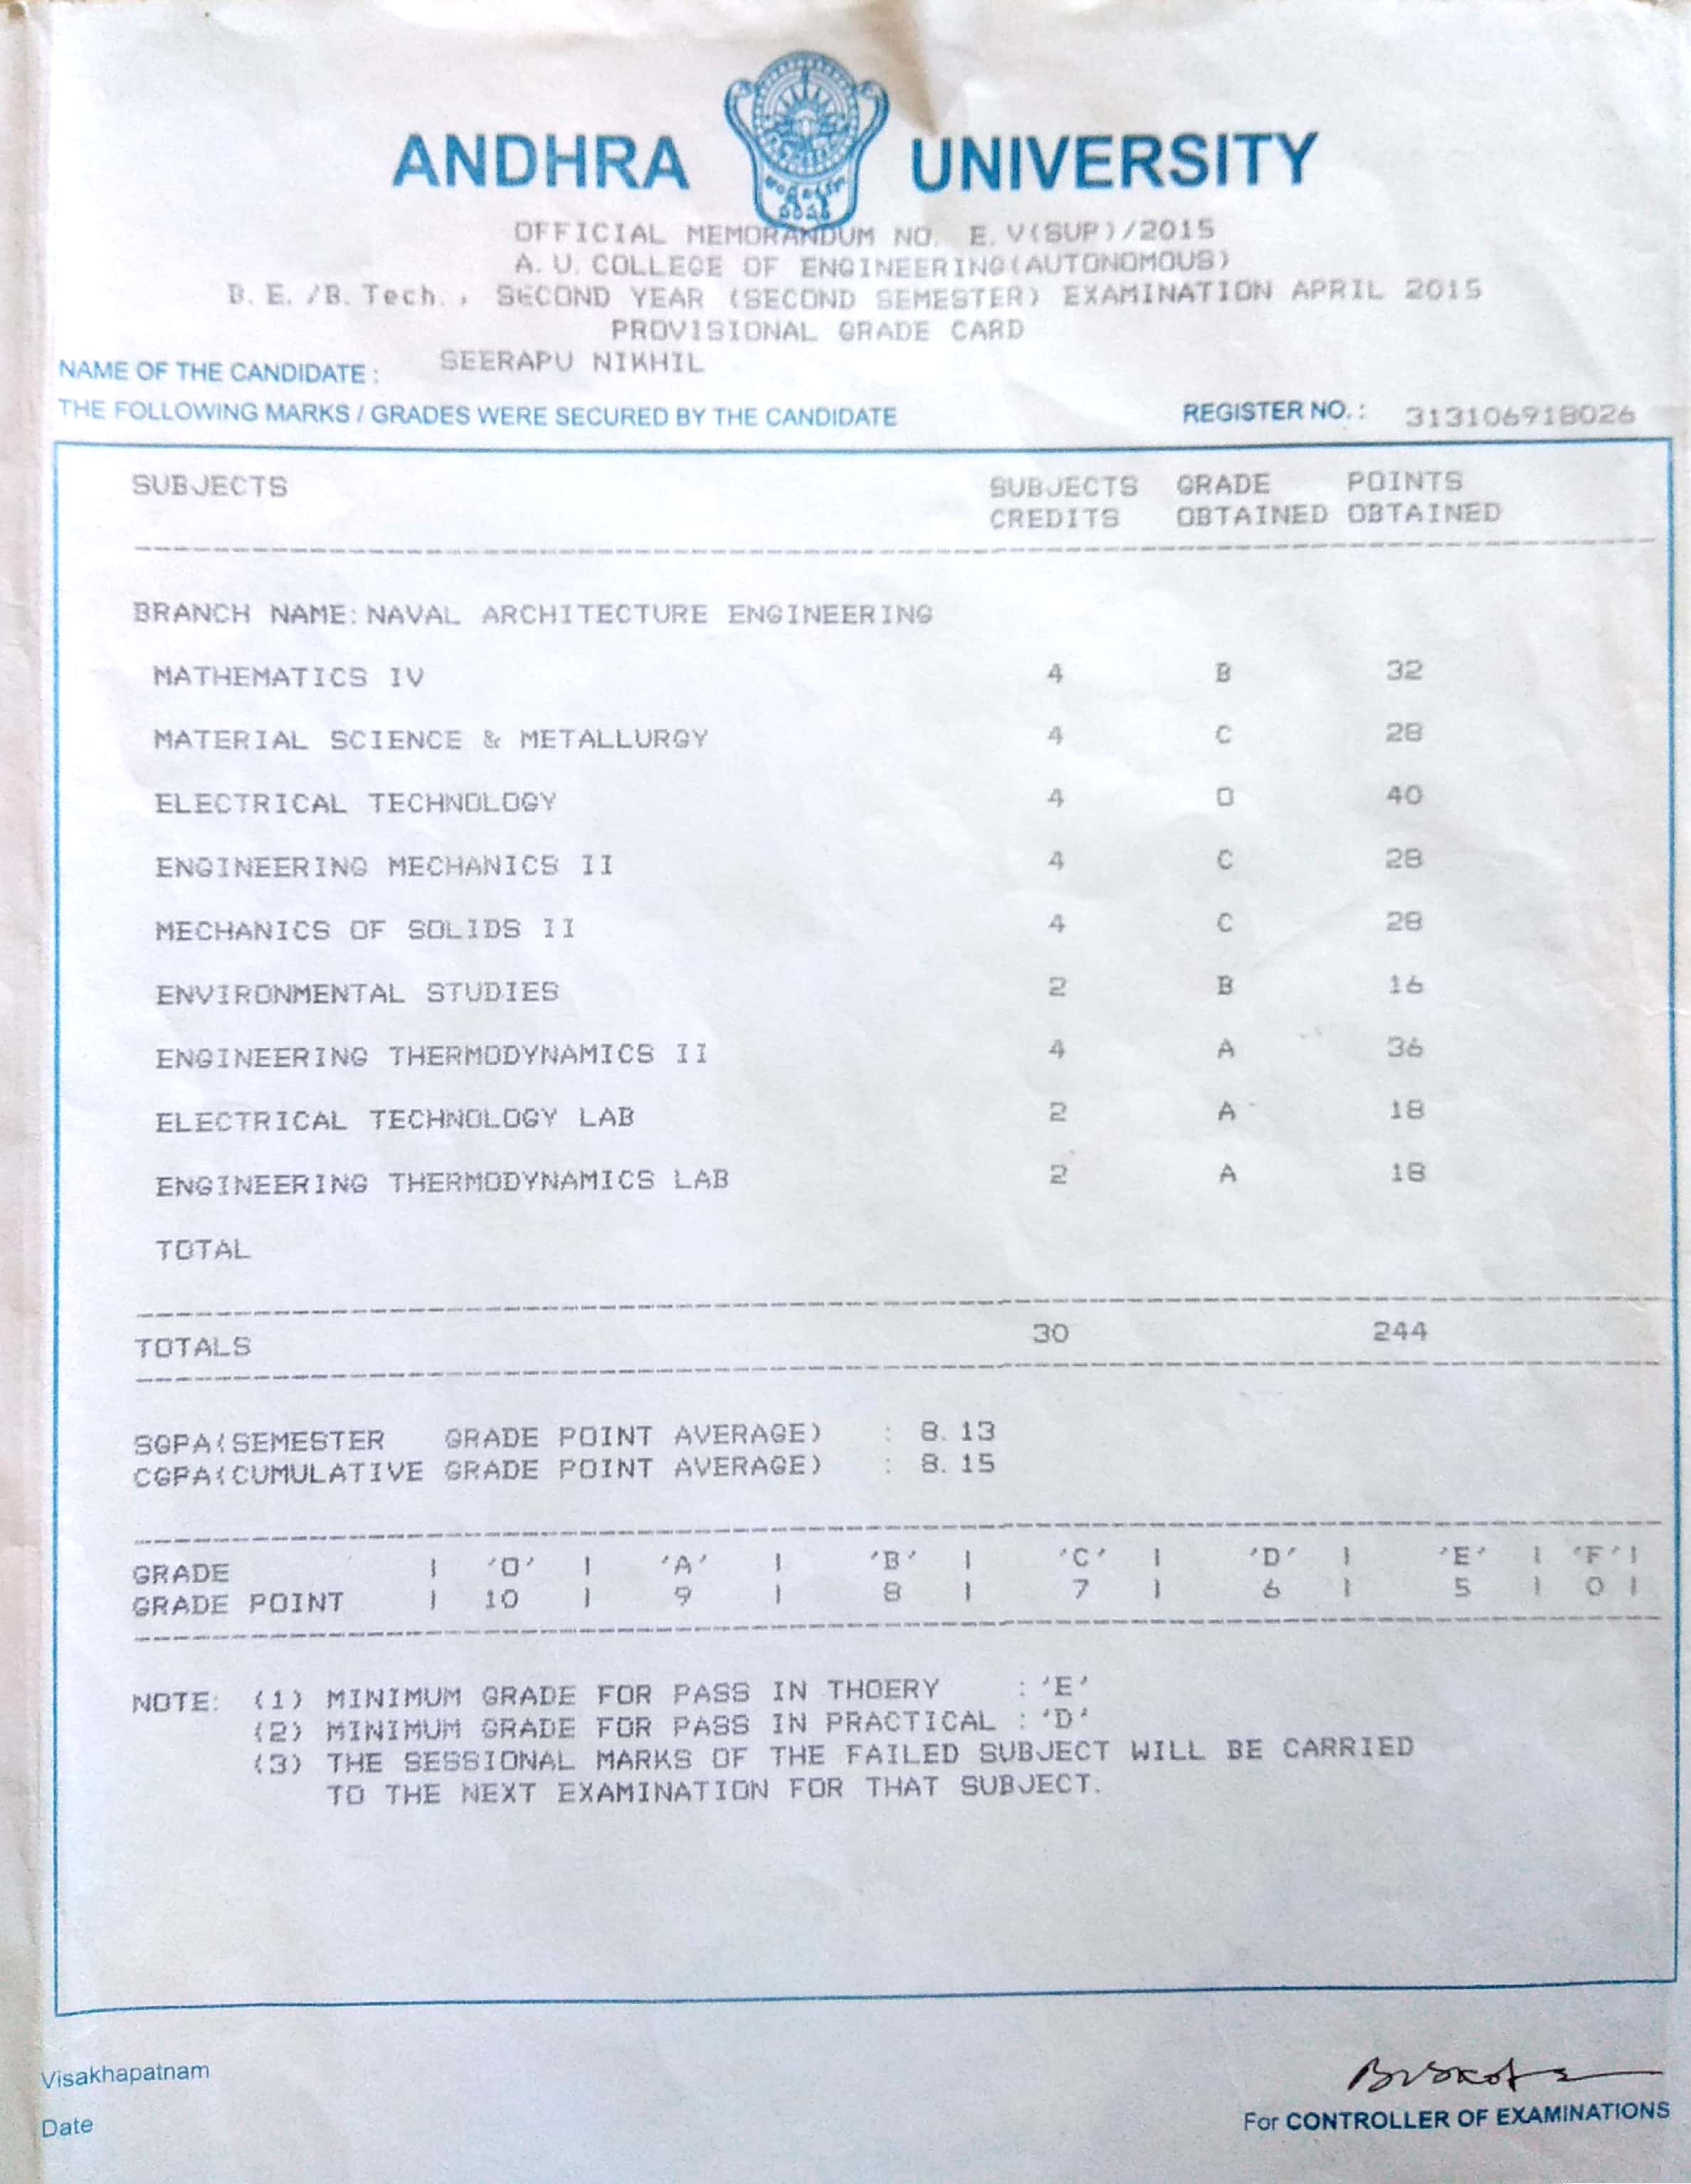 ANDHRA UNIVERSITY
OFFICIAL MEMORANDUM NO. E.V(SUP)/2015
A.U.COLLEGE OF ENGINEERING(AUTONOMOUS)
B.E./B.Tech., SECOND YEAR (SECOND SEMESTER) EXAMINATION APRIL 2015
PROVISIONAL GRADE CARD
NAME OF THE CANDIDATE : SEERAPU NIKHIL
THE FOLLOWING MARKS / GRADES WERE SECURED BY THE CANDIDATE REGISTER NO. : 313106918026
SUBJECTS SUBJECTS GRADE POINTS
CREDITS OBTAINED OBTAINED
BRANCH NAME: NAVAL ARCHITECTURE ENGINEERING
MATHEMATICS IV 4 B 32
MATERIAL SCIENCE & METALLURGY 4 C 28
ELECTRICAL TECHNOLOGY 4 O 40
ENGINEERING MECHANICS II 4 C 28
MECHANICS OF SOLIDS II 4 C 28
ENVIRONMENTAL STUDIES 2 B 16
ENGINEERING THERMODYNAMICS II 4 A 36
ELECTRICAL TECHNOLOGY LAB 2 A 18
ENGINEERING THERMODYNAMICS LAB 2 A 18
TOTAL
TOTALS 30 244
SGPA(SEMESTER GRADE POINT AVERAGE) : 8.13
CGPA(CUMULATIVE GRADE POINT AVERAGE) : 8.15
GRADE | 'O' | 'A' | 'B' | 'C' | 'D' | 'E' | 'F' |
GRADE POINT | 10 | 9 | 8 | 7 | 6 | 5 | 0 |
NOTE: (1) MINIMUM GRADE FOR PASS IN THOERY : 'E'
(2) MINIMUM GRADE FOR PASS IN PRACTICAL : 'D'
(3) THE SESSIONAL MARKS OF THE FAILED SUBJECT WILL BE CARRIED
TO THE NEXT EXAMINATION FOR THAT SUBJECT.
Visakhapatnam
Date
For CONTROLLER OF EXAMINATIONS